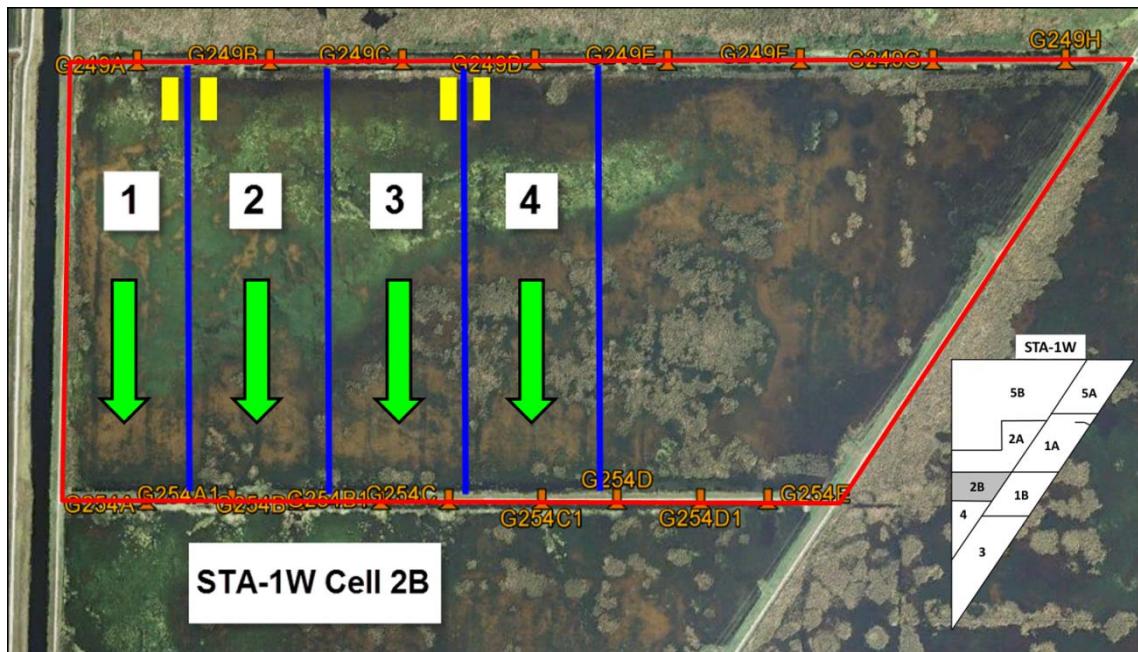 G249A G249B G249C G249D G249E G249F G249G G249H
1 2 3 4
STA-1W
5B 5A
2A 1A
2B 1B
4
3
G254A G254A1 G254B G254B1 G254C G254C1 G254D G254D1 G254E
STA-1W Cell 2B